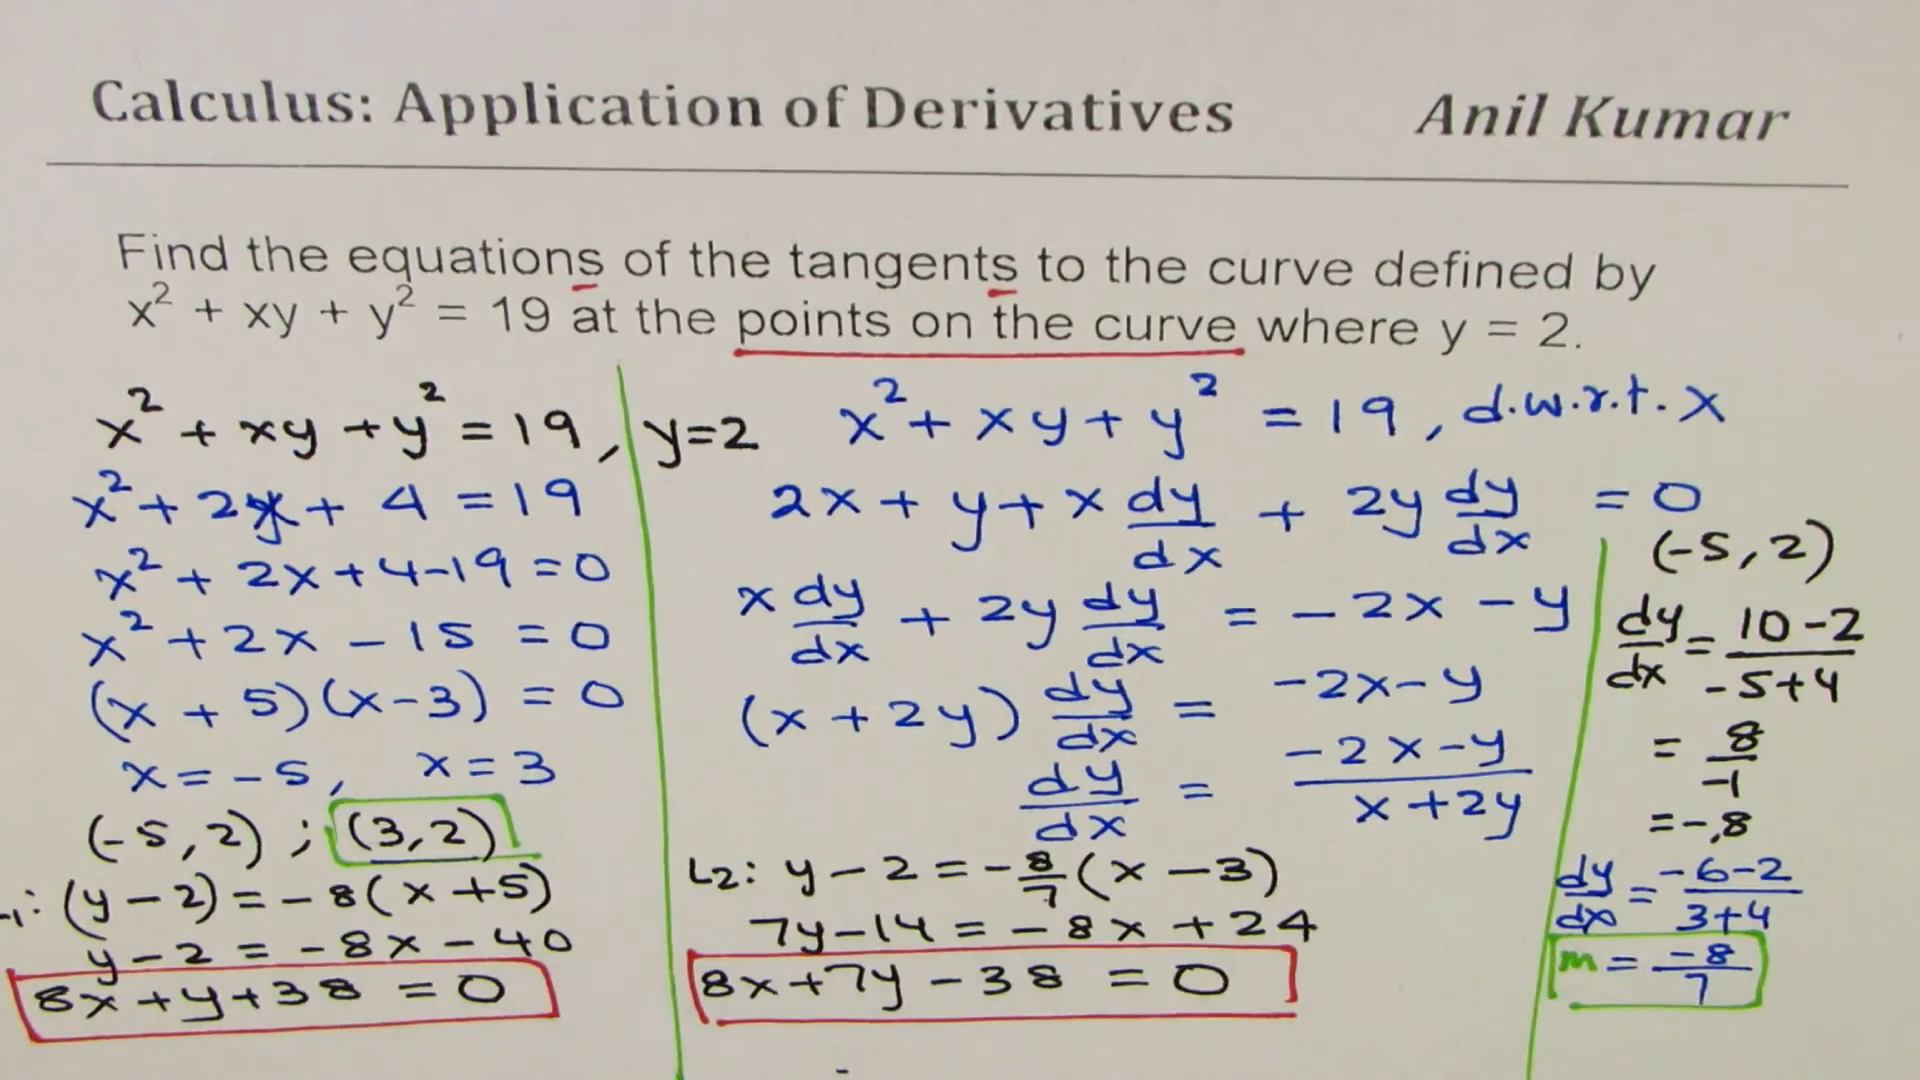 Calculus: Application of Derivatives Anil Kumar
Find the equations of the tangents to the curve defined by
x² + xy + y² = 19 at the points on the curve where y = 2.
x² + xy + y² = 19, y=2
x² + 2x + 4 = 19
x² + 2x + 4-19 = 0
x² + 2x - 15 = 0
(x + 5)(x-3) = 0
x = -5, x = 3
(-5, 2) ; (3,2)
(y-2) = -8(x+5)
y-2 = -8x - 40
8x + y + 38 = 0
x² + xy + y² = 19, d.w.r.t. x
2x + y + x dy/dx + 2y dy/dx = 0
x dy/dx + 2y dy/dx = -2x - y
(x + 2y) dy/dx = -2x - y
dy/dx = -2x-y/x+2y
L2: y-2 = -8/7 (x-3)
7y-14 = -8x + 24
8x+7y-38 = 0
(-5, 2)
dy/dx = 10-2/-5+4
= 8/-1
= -8
dy/dx = -6-2/3+4
m = -8/7